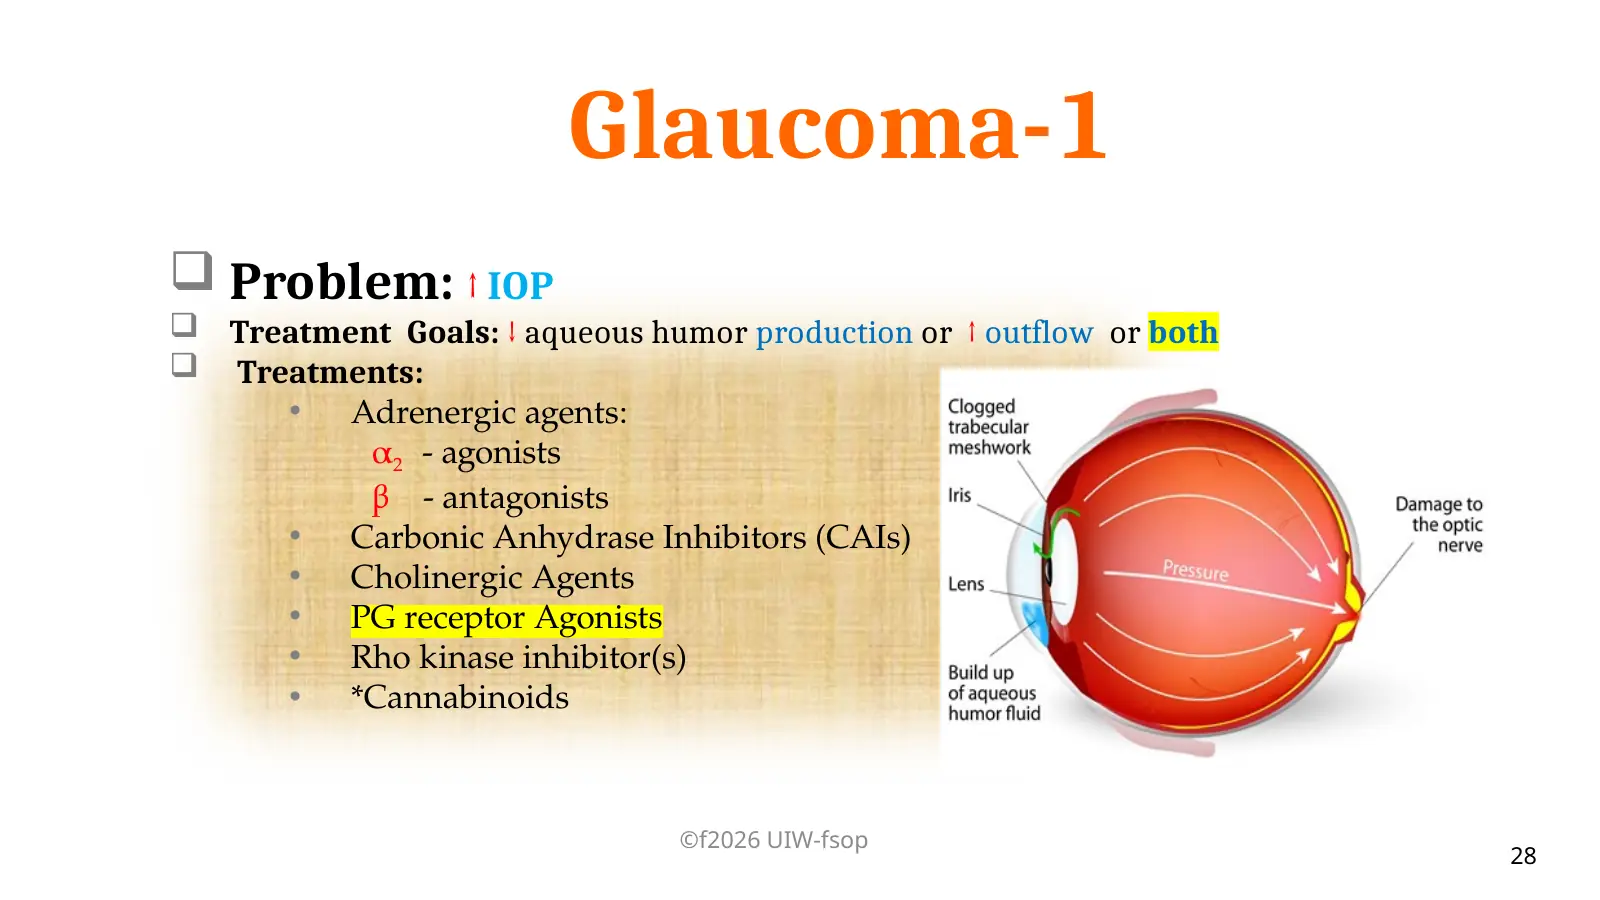 Glaucoma-1
❑ Problem: ↑ IOP
❑ Treatment Goals: ↓ aqueous humor production or ↑ outflow or both
❑ Treatments:
• Adrenergic agents:
α₂ - agonists
β - antagonists
• Carbonic Anhydrase Inhibitors (CAIs)
• Cholinergic Agents
• PG receptor Agonists
• Rho kinase inhibitor(s)
• *Cannabinoids
Clogged
trabecular
meshwork
Iris
Lens
Build up
of aqueous
humor fluid
Pressure
Damage to
the optic
nerve
©f2026 UIW-fsop
28